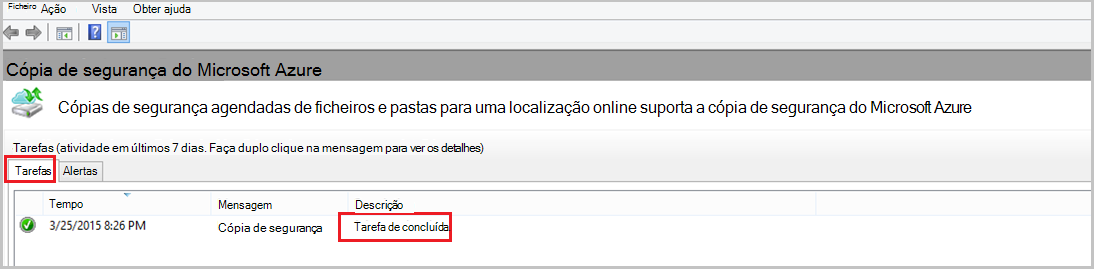 Ficheiro Ação Vista Obter ajuda
Cópia de segurança do Microsoft Azure
Cópias de segurança agendadas de ficheiros e pastas para uma localização online suporta a cópia de segurança do Microsoft Azure
Tarefas (atividade em últimos 7 dias. Faça duplo clique na mensagem para ver os detalhes)
Tarefas Alertas
Tempo Mensagem Descrição
3/25/2015 8:26 PM Cópia de segurança Tarefa de concluída